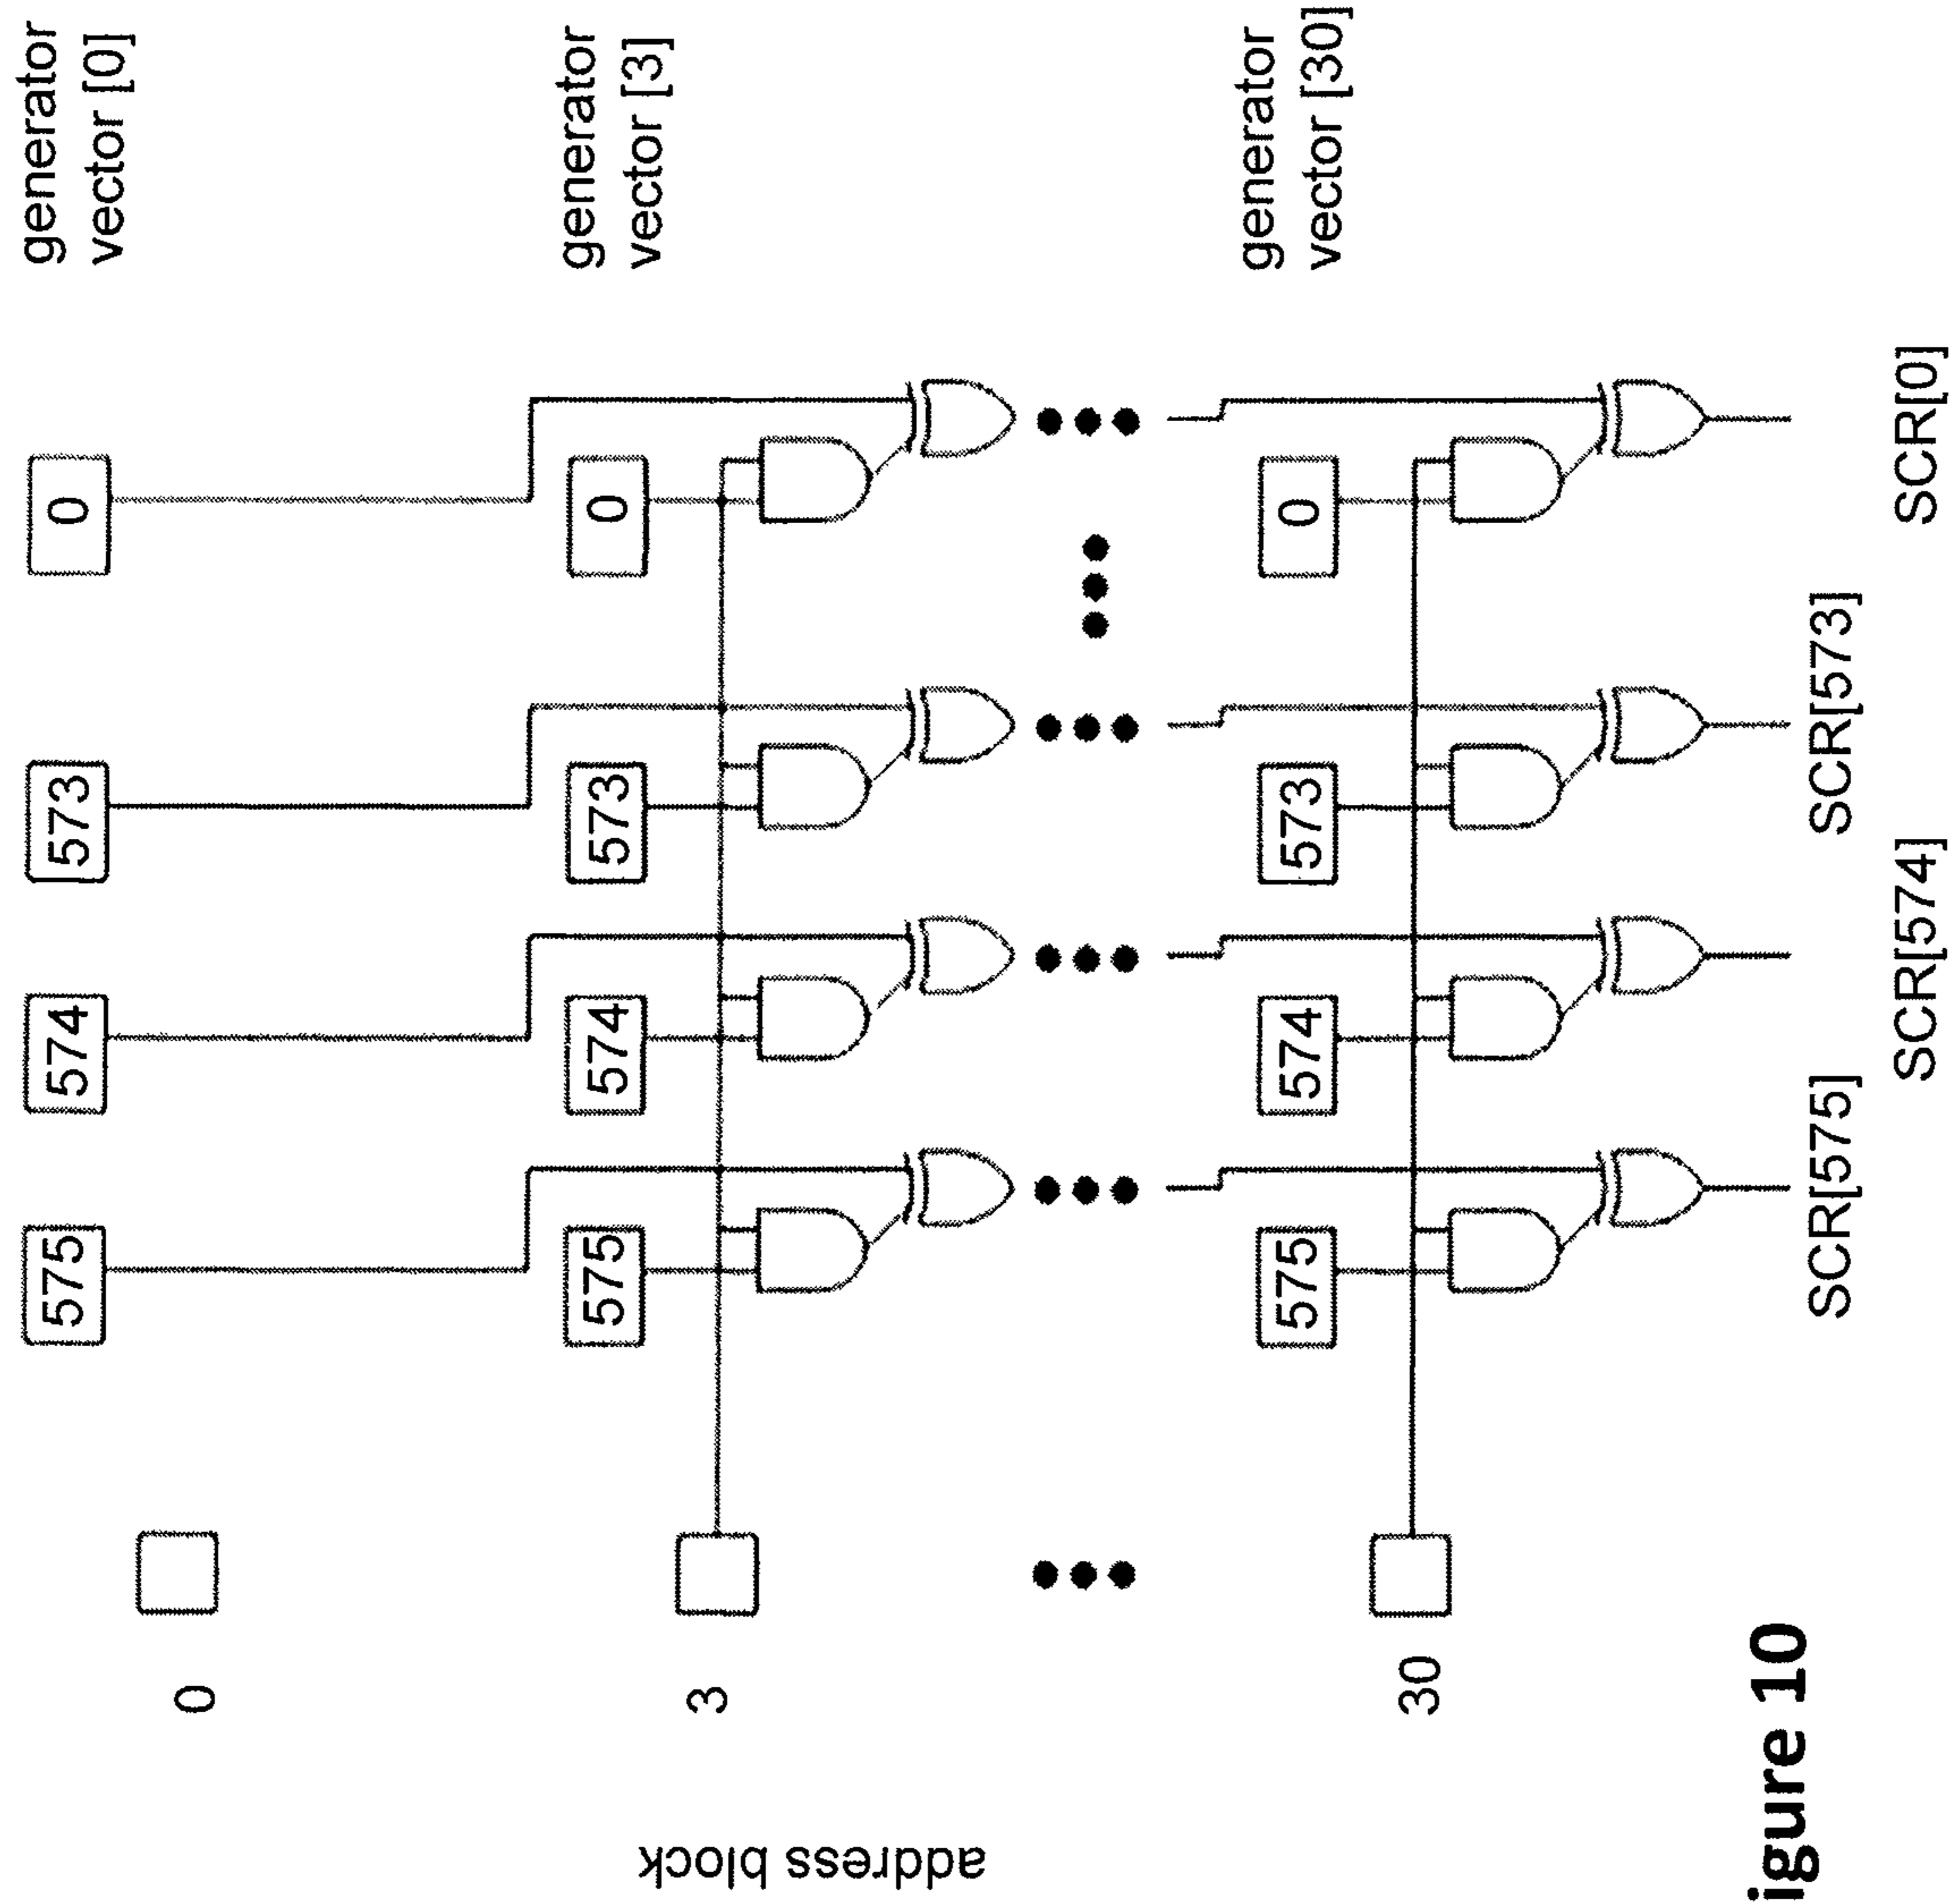 generator
vector [0]
575
574
573
0
0
generator
vector [3]
575
574
573
0
3
address block
generator
vector [30]
575
574
573
0
30
SCR[575]
SCR[574]
SCR[573]
SCR[0]
igure 10